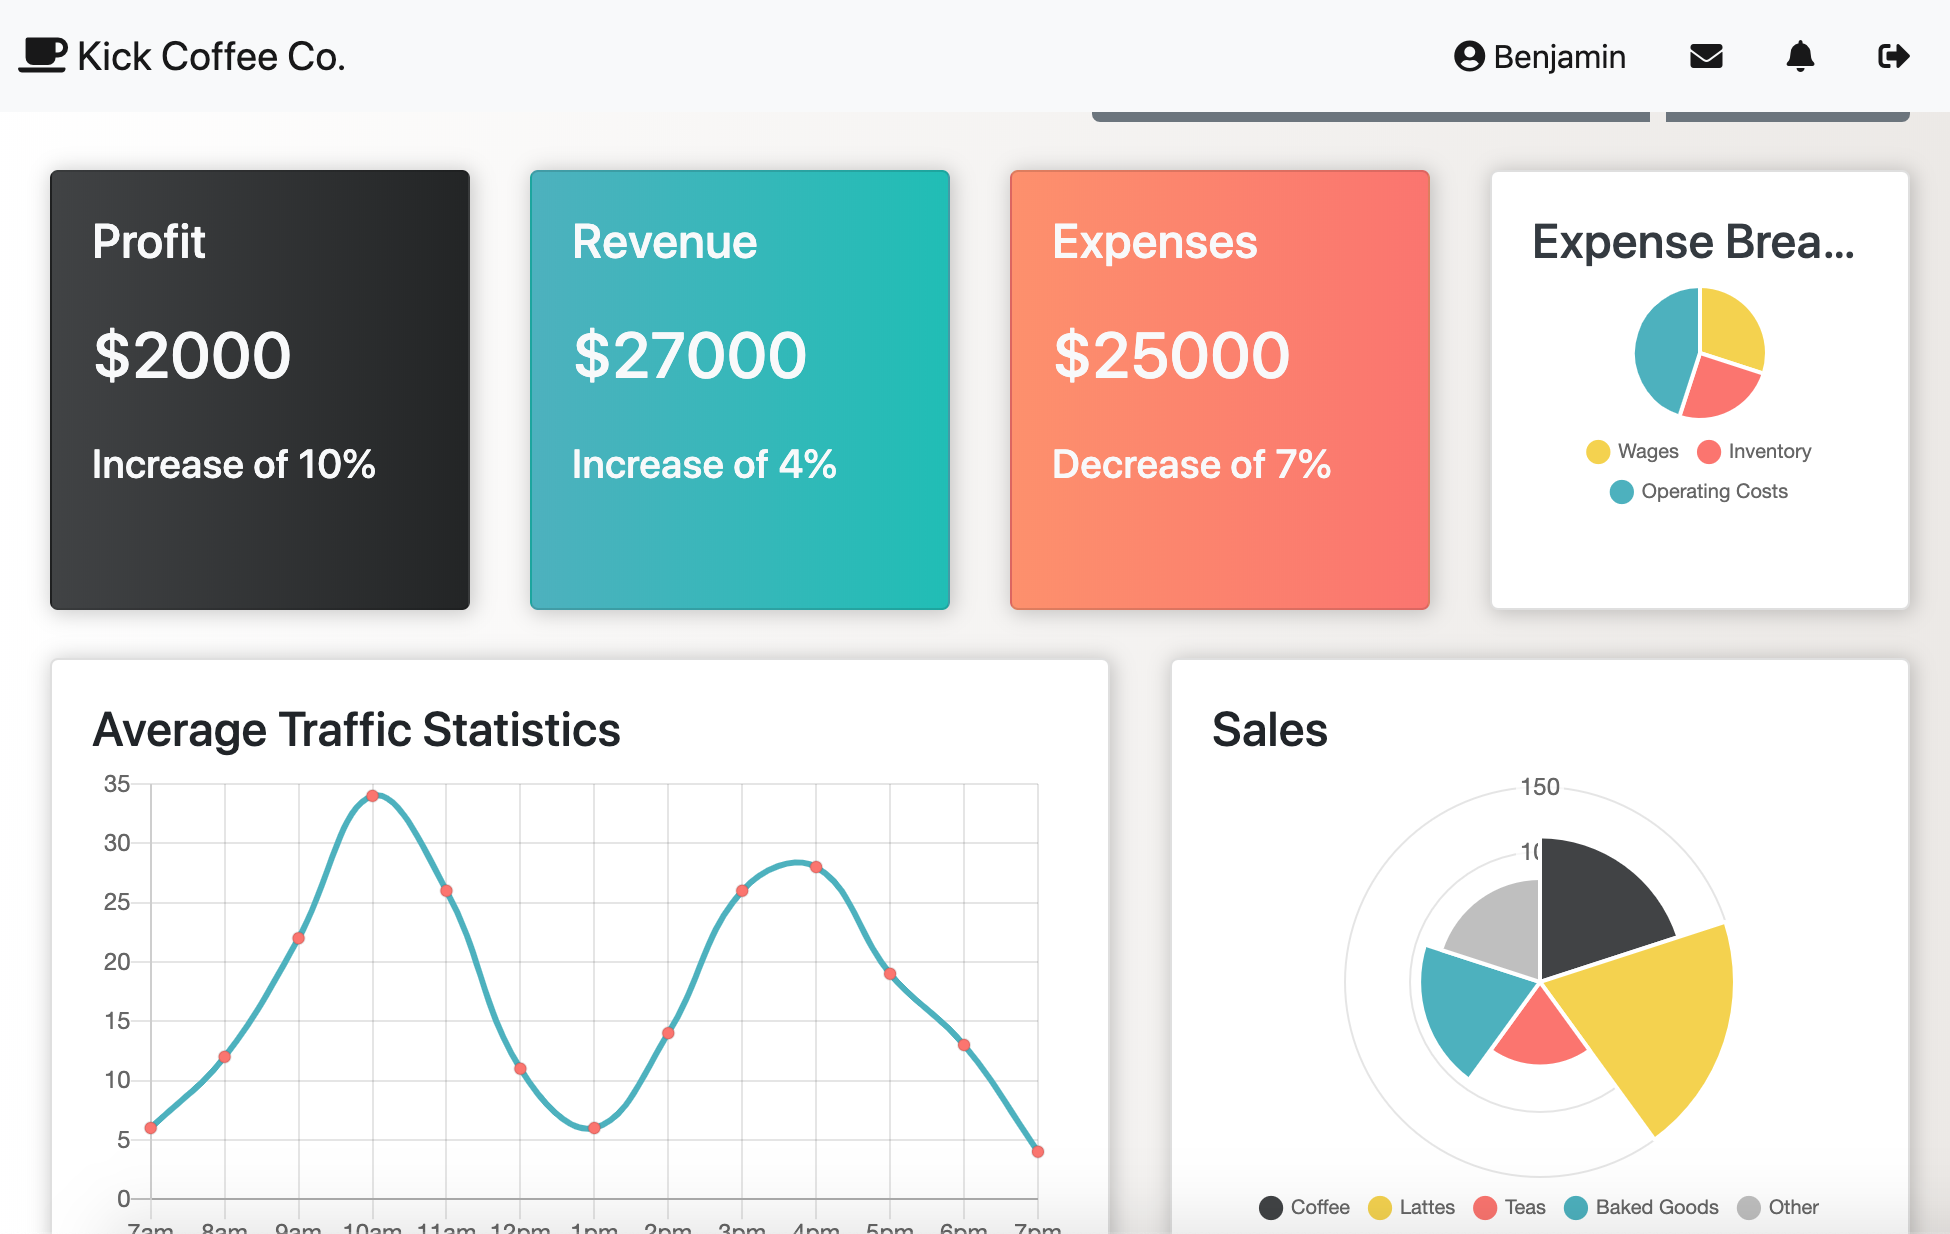 Kick Coffee Co.
Benjamin
Profit
$2000
Increase of 10%
Revenue
$27000
Increase of 4%
Expenses
$25000
Decrease of 7%
Expense Brea...
Wages Inventory
Operating Costs
Average Traffic Statistics
35
30
25
20
15
10
5
0
7am 8am 9am 10am 11am 12pm 1pm 2pm 3pm 4pm 5pm 6pm 7pm
Sales
150
Coffee Lattes Teas Baked Goods Other